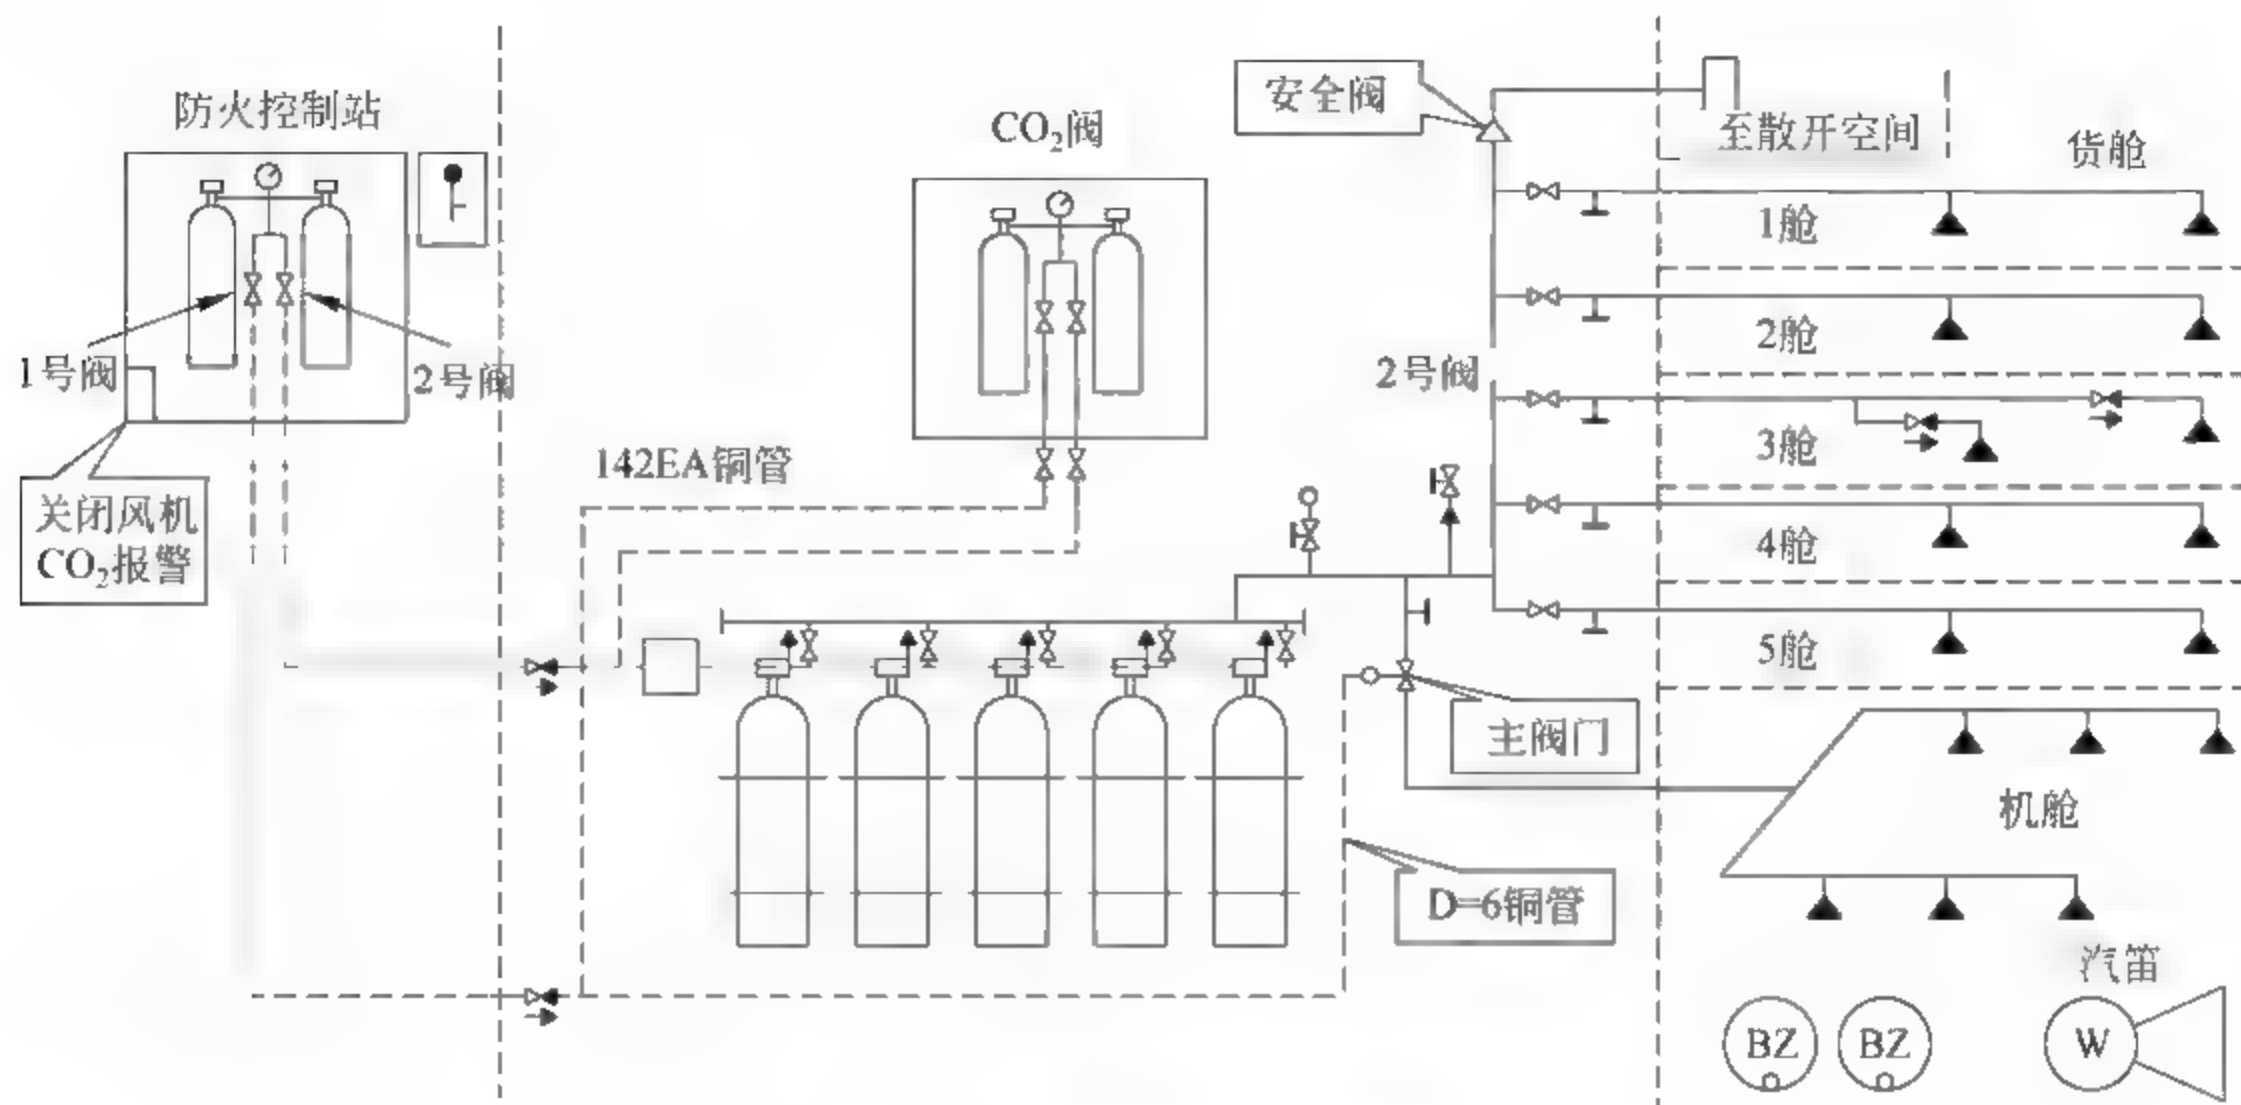 防火控制站
CO₂阀
安全阀
至散开空间
货舱
1舱
2舱
1号阀
2号阀
2号阀
3舱
142EA铜管
关闭风机
CO₂报警
4舱
5舱
主阀门
机舱
D=6铜管
汽笛
BZ
BZ
W